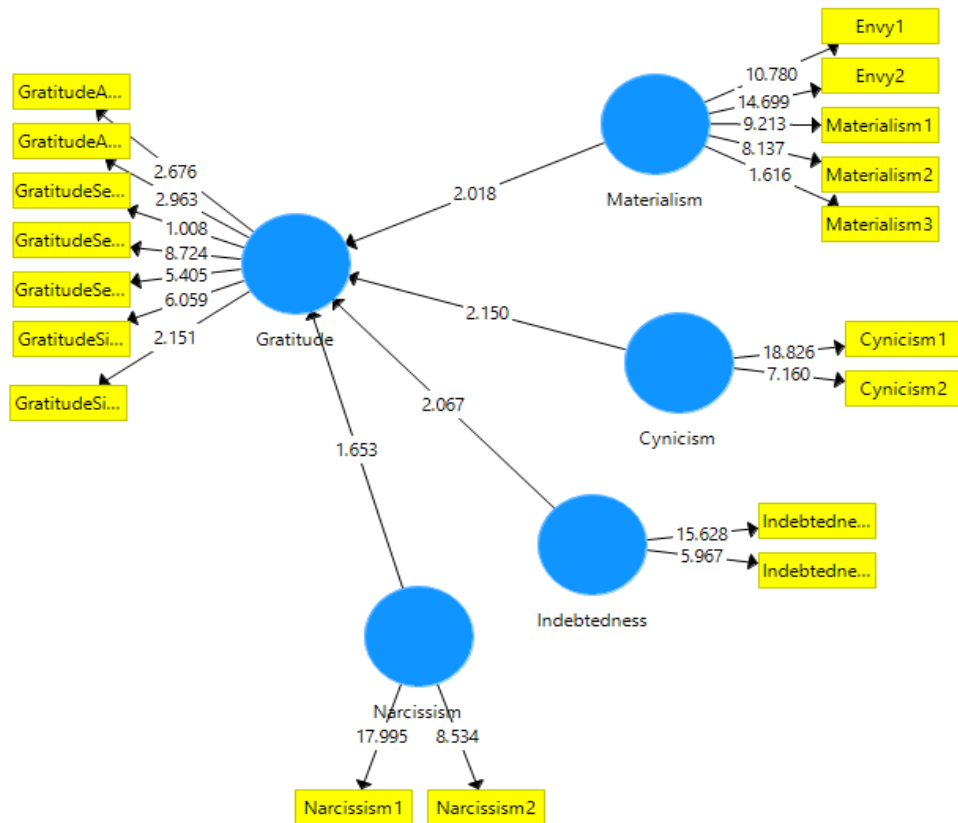 GratitudeA...
GratitudeA...
GratitudeSe...
GratitudeSe...
GratitudeSe...
GratitudeSi...
GratitudeSi...
2.676
2.963
1.008
8.724
5.405
6.059
2.151
Gratitude
2.018
2.150
2.067
1.653
Materialism
10.780
14.699
9.213
8.137
1.616
Envy1
Envy2
Materialism1
Materialism2
Materialism3
Cynicism
18.826
7.160
Cynicism1
Cynicism2
Indebtedness
15.628
5.967
Indebtedne...
Indebtedne...
Narcissism
17.995
8.534
Narcissism1
Narcissism2